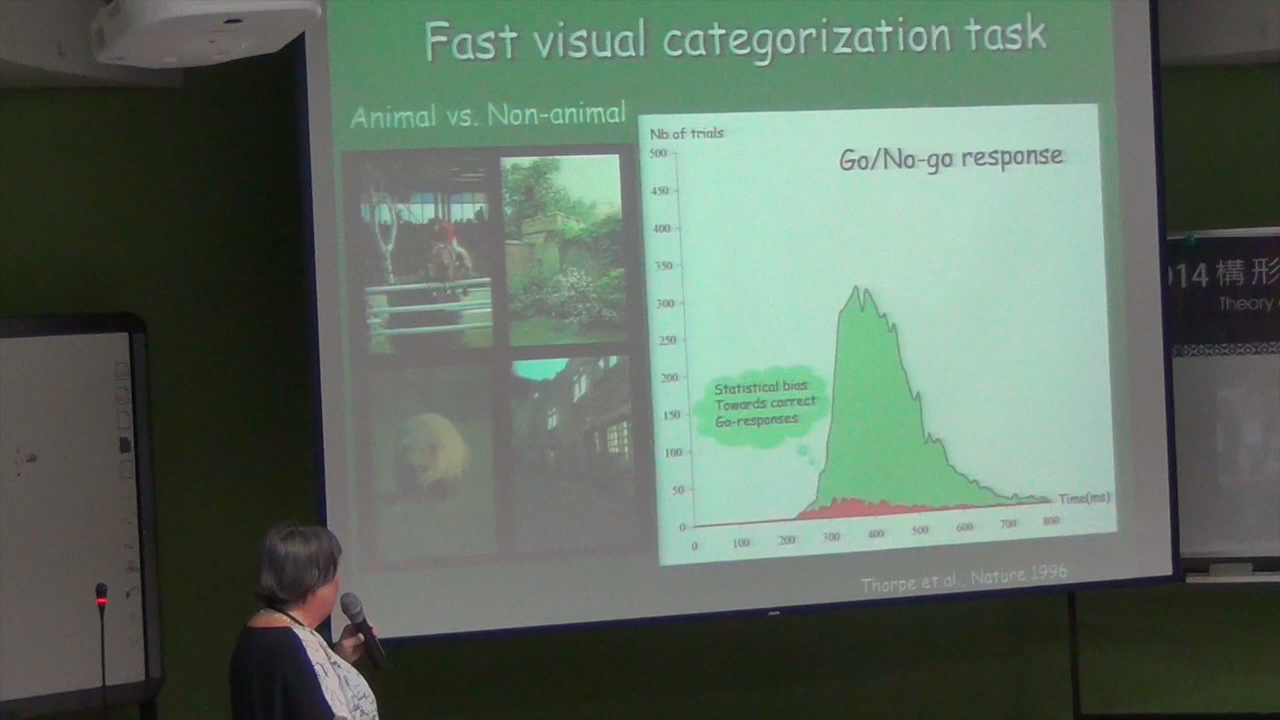 Fast visual categorization task
Animal vs. Non-animal
Nb of trials
Go/No-go response
500
450
400
350
300
250
200
150
100
50
0
Statistical bias
Towards correct
Go-responses
Time(ms)
0 100 200 300 400 500 600 700 800
Thorpe et al., Nature 1996
14 構形
Theory